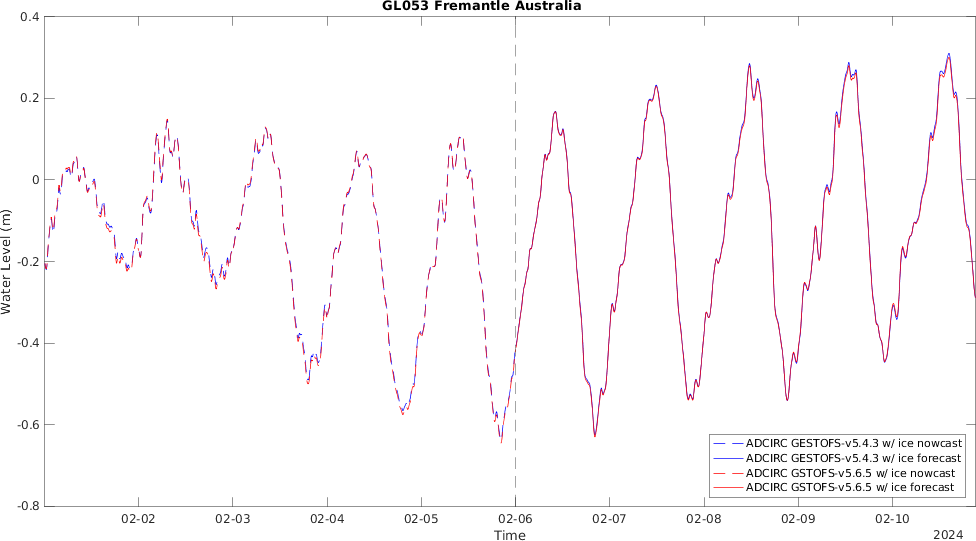 GL053 Fremantle Australia
0.4
0.2
0
-0.2
-0.4
-0.6
-0.8
Water Level (m)
ADCIRC GESTOFS-v5.4.3 w/ ice nowcast
ADCIRC GESTOFS-v5.4.3 w/ ice forecast
ADCIRC GSTOFS-v5.6.5 w/ ice nowcast
ADCIRC GSTOFS-v5.6.5 w/ ice forecast
02-02 02-03 02-04 02-05 02-06 02-07 02-08 02-09 02-10
Time
2024